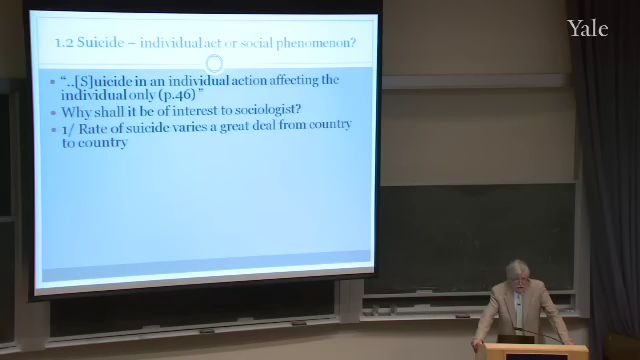 Yale
1.2 Suicide – individual act or social phenomenon?
“..[S]uicide in an individual action affecting the
individual only (p.46)”
Why shall it be of interest to sociologist?
1/ Rate of suicide varies a great deal from country
to country